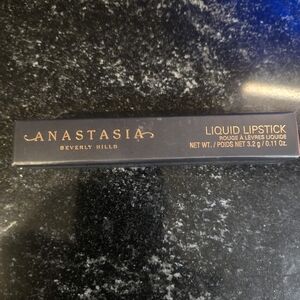 ANASTASIA
BEVERLY HILLS
LIQUID LIPSTICK
ROUGE À LÈVRES LIQUIDE
NET WT. / POIDS NET 3.2 g / 0.11 Oz.